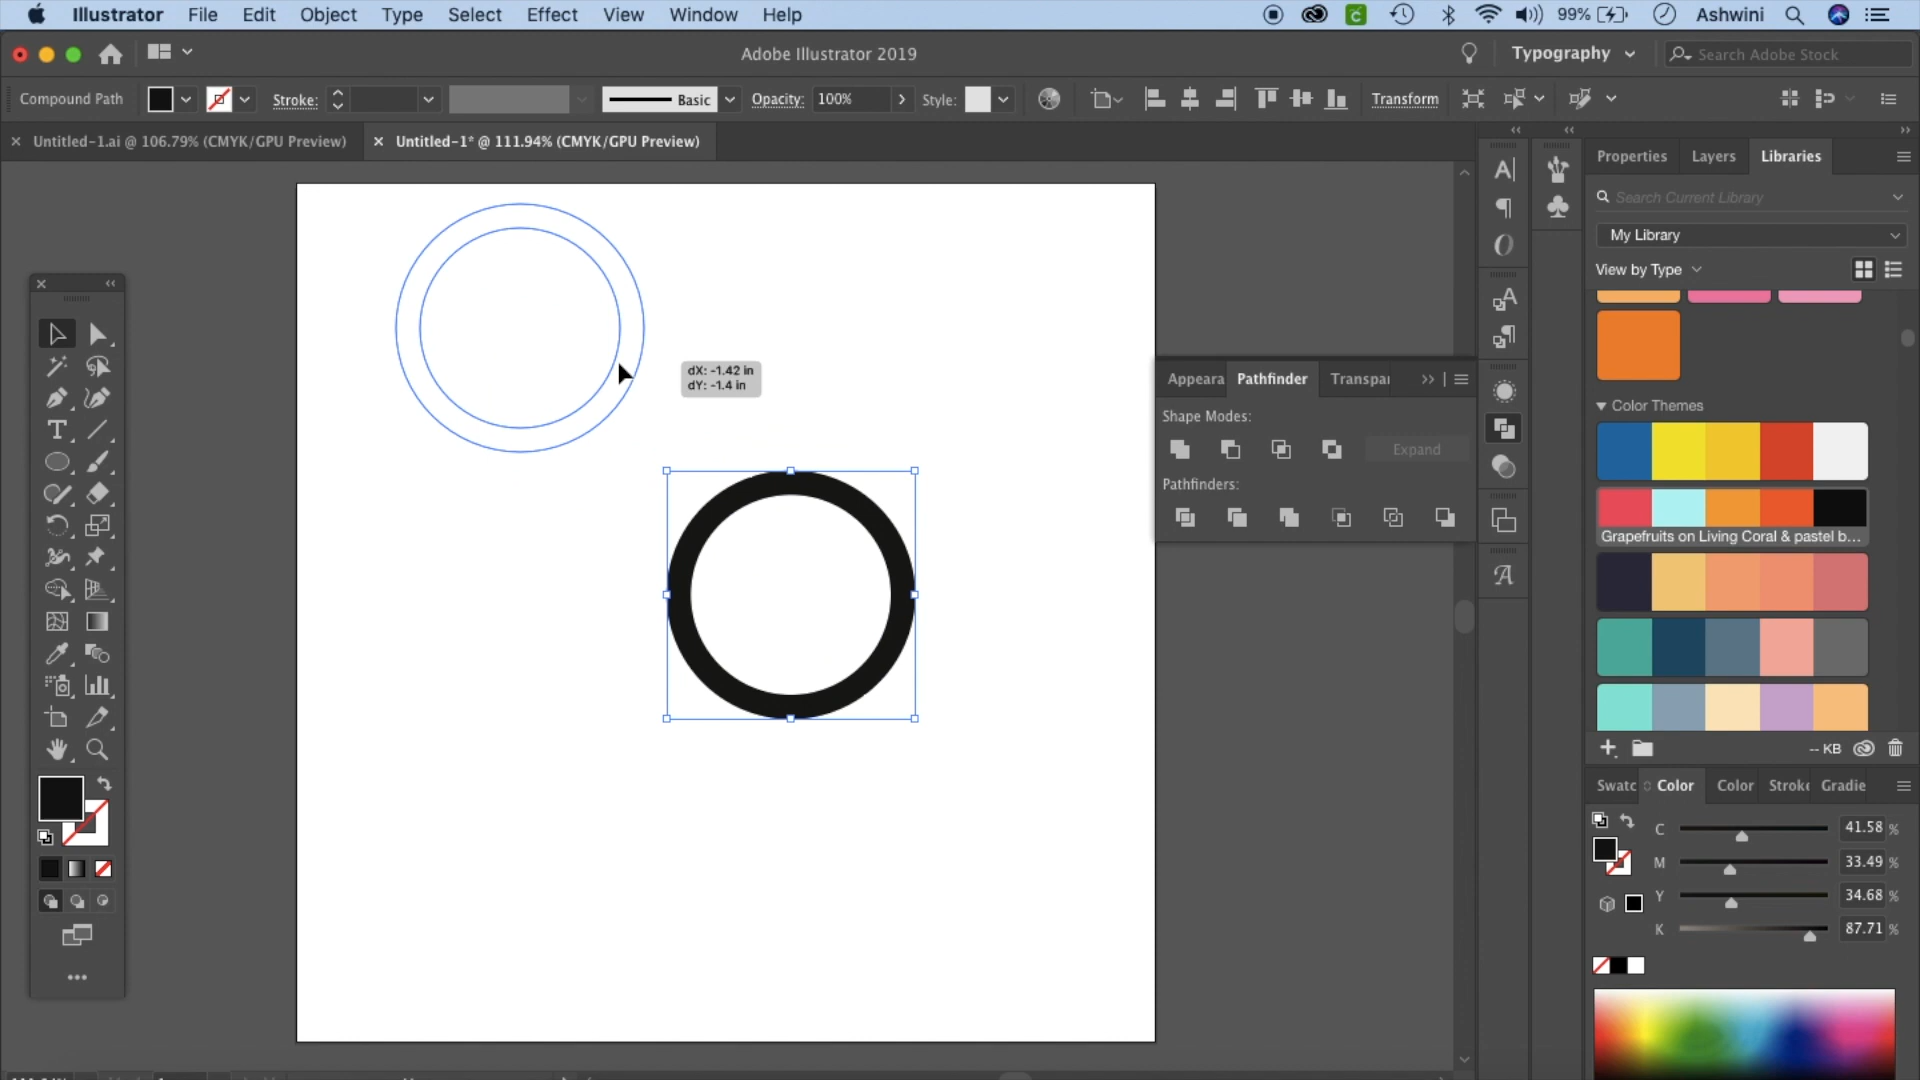 Illustrator File Edit Object Type Select Effect View Window Help 99% Ashwini
Adobe Illustrator 2019 Typography Search Adobe Stock
Compound Path Stroke: Basic Opacity: 100% Style: Transform
Untitled-1.ai @ 106.79% (CMYK/GPU Preview) Untitled-1* @ 111.94% (CMYK/GPU Preview)
Properties Layers Libraries
Search Current Library
My Library
View by Type
dX: -1.42 in
dY: -1.4 in
Appeara Pathfinder Transpar
Shape Modes:
Expand
Pathfinders:
Color Themes
Grapefruits on Living Coral & pastel b...
-- KB
Swatc Color Color Stroke Gradie
C 41.58 %
M 33.49 %
Y 34.68 %
K 87.71 %